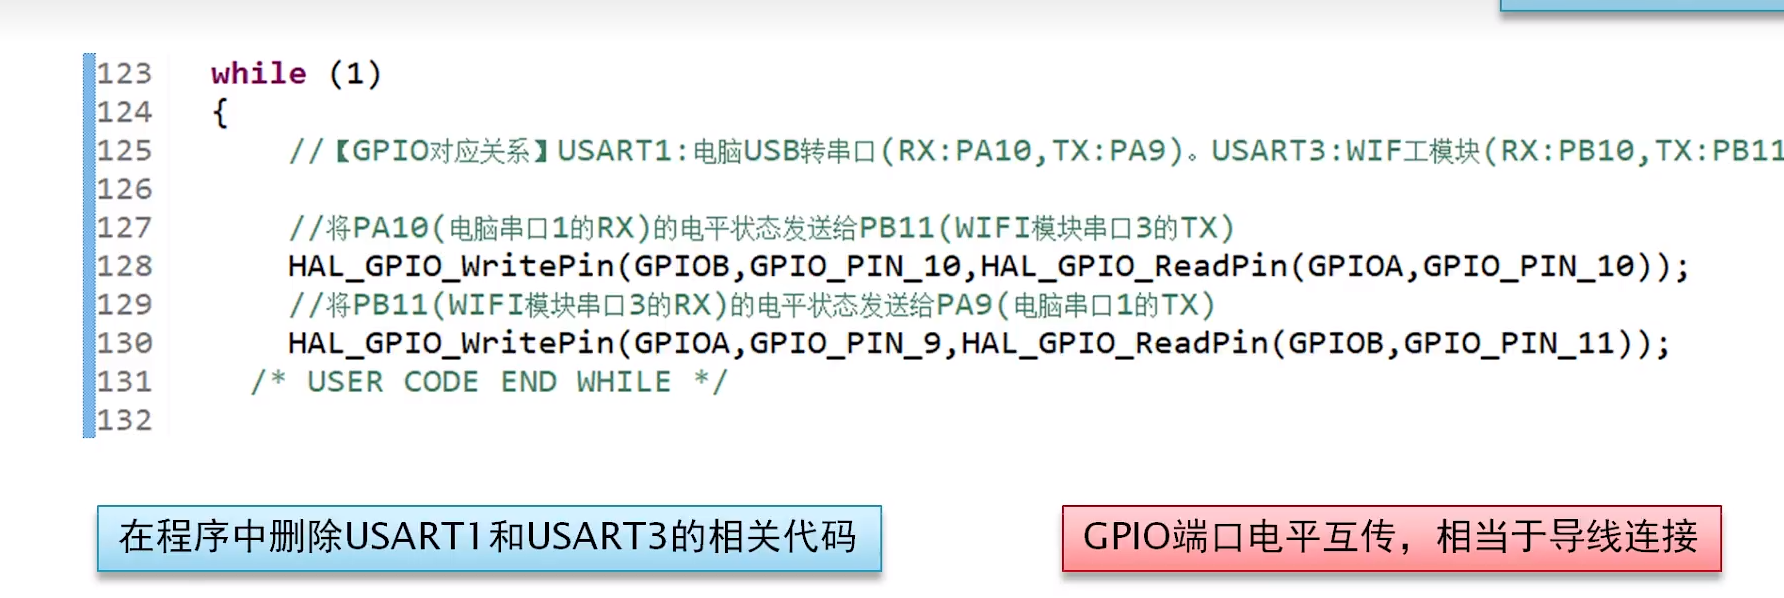 123 while (1)
124 {
125 //【GPIO对应关系】USART1:电脑USB转串口(RX:PA10,TX:PA9)。USART3:WIF工模块(RX:PB10,TX:PB11
126
127 //将PA10(电脑串口1的RX)的电平状态发送给PB11(WIFI模块串口3的TX)
128 HAL_GPIO_WritePin(GPIOB,GPIO_PIN_10,HAL_GPIO_ReadPin(GPIOA,GPIO_PIN_10));
129 //将PB11(WIFI模块串口3的RX)的电平状态发送给PA9(电脑串口1的TX)
130 HAL_GPIO_WritePin(GPIOA,GPIO_PIN_9,HAL_GPIO_ReadPin(GPIOB,GPIO_PIN_11));
131 /* USER CODE END WHILE */
132
在程序中删除USART1和USART3的相关代码
GPIO端口电平互传，相当于导线连接